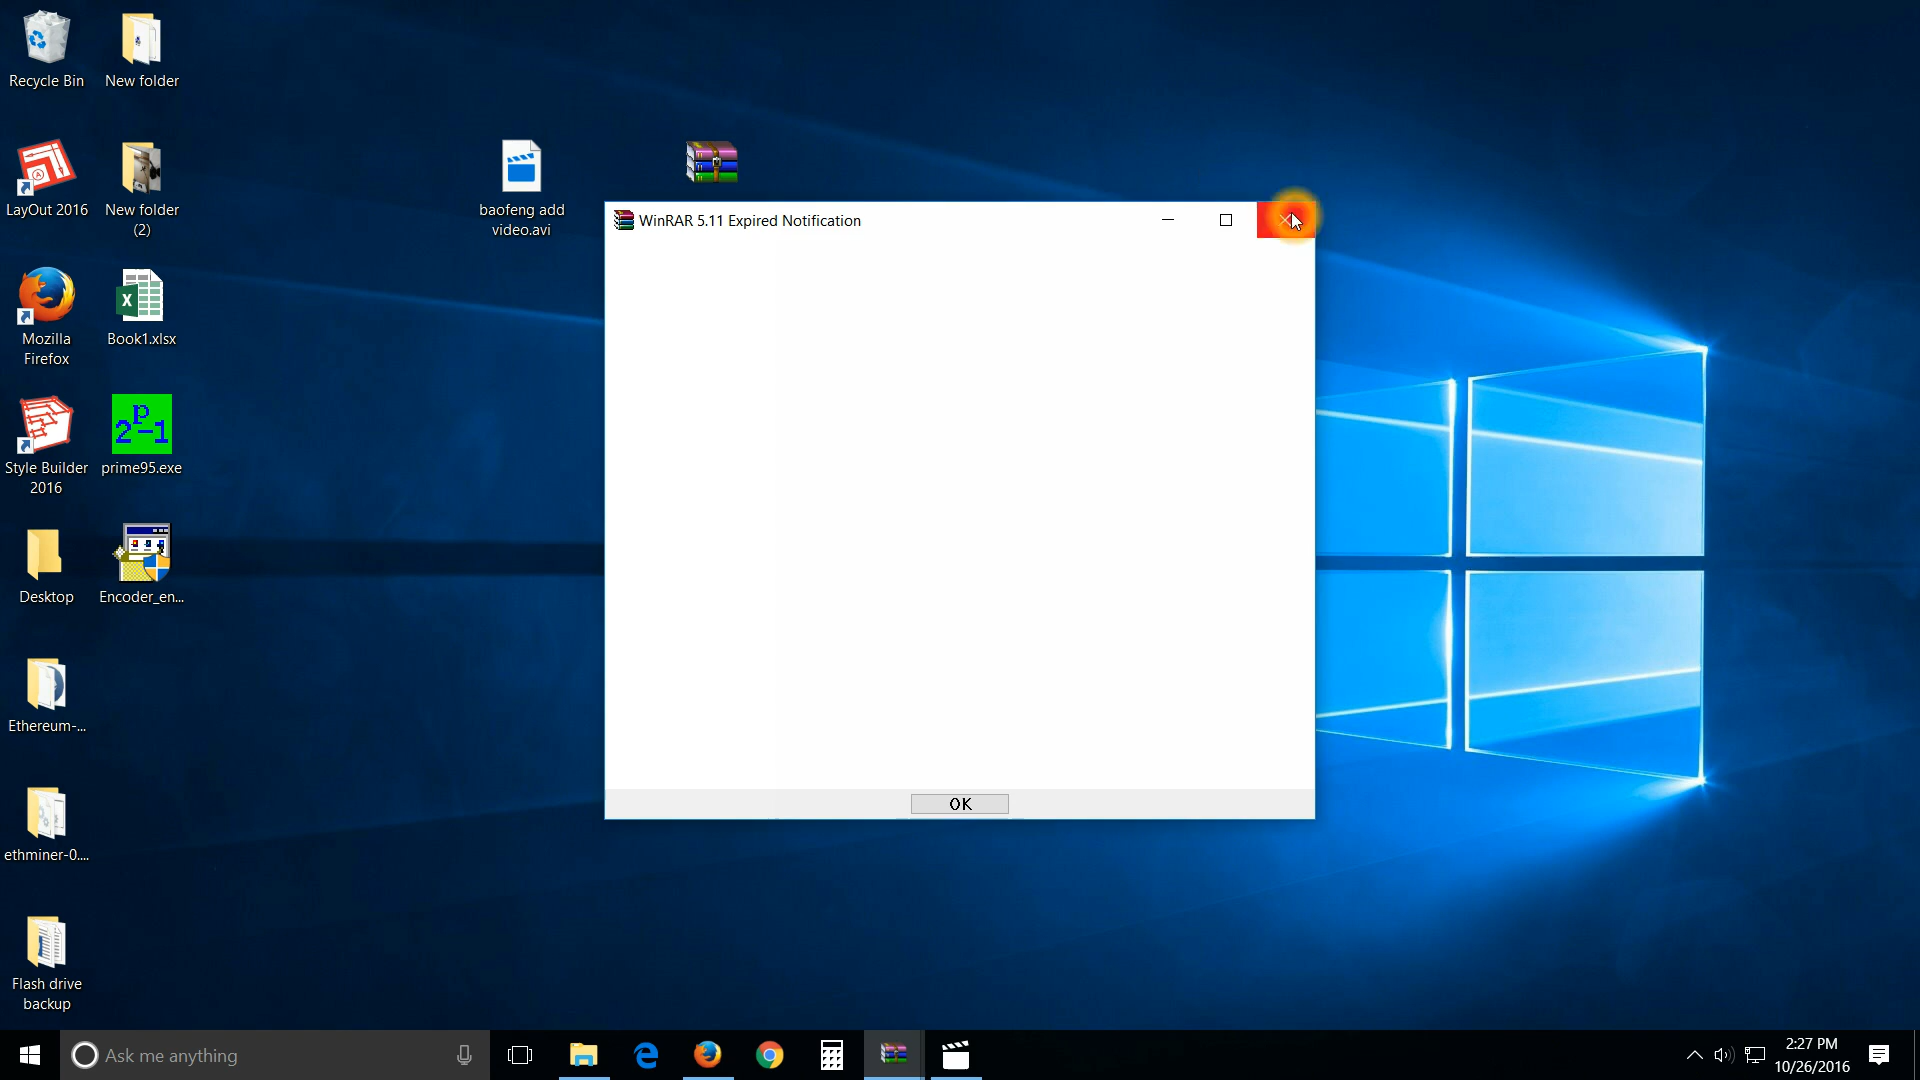 Recycle Bin
New folder
LayOut 2016
New folder
(2)
baofeng add
video.avi
WinRAR 5.11 Expired Notification
Mozilla
Firefox
Book1.xlsx
X
A
2^p-1
Style Builder
2016
prime95.exe
Desktop
Encoder_en...
Ethereum-...
ethminer-0....
OK
Flash drive
backup
Ask me anything
2:27 PM
10/26/2016